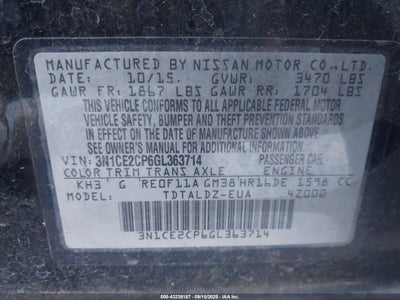 MANUFACTURED BY NISSAN MOTOR CO.,LTD.
DATE: 10/15. GVWR: 3470 LBS
GAWR FR: 1867 LBS GAWR RR: 1704 LBS
THIS VEHICLE CONFORMS TO ALL APPLICABLE FEDERAL MOTOR
VEHICLE SAFETY, BUMPER AND THEFT PREVENTION STANDARDS
IN EFFECT ON THE DATE OF MANUFACTURE SHOWN ABOVE.
SEE OWNER'S MANUAL FOR ADDITIONAL INFORMATION.
VIN: 3N1CE2CP6GL363714 PASSENGER CAR
COLOR TRIM TRANS AXLE ENGINE
KH3 G RE0F11A GM38 HR16DE 1598 CC
MODEL: TDTALDZ-EUA 4Z000
3N1CE2CP6GL363714
500-43238187 - 09/15/2025 - ©IAA